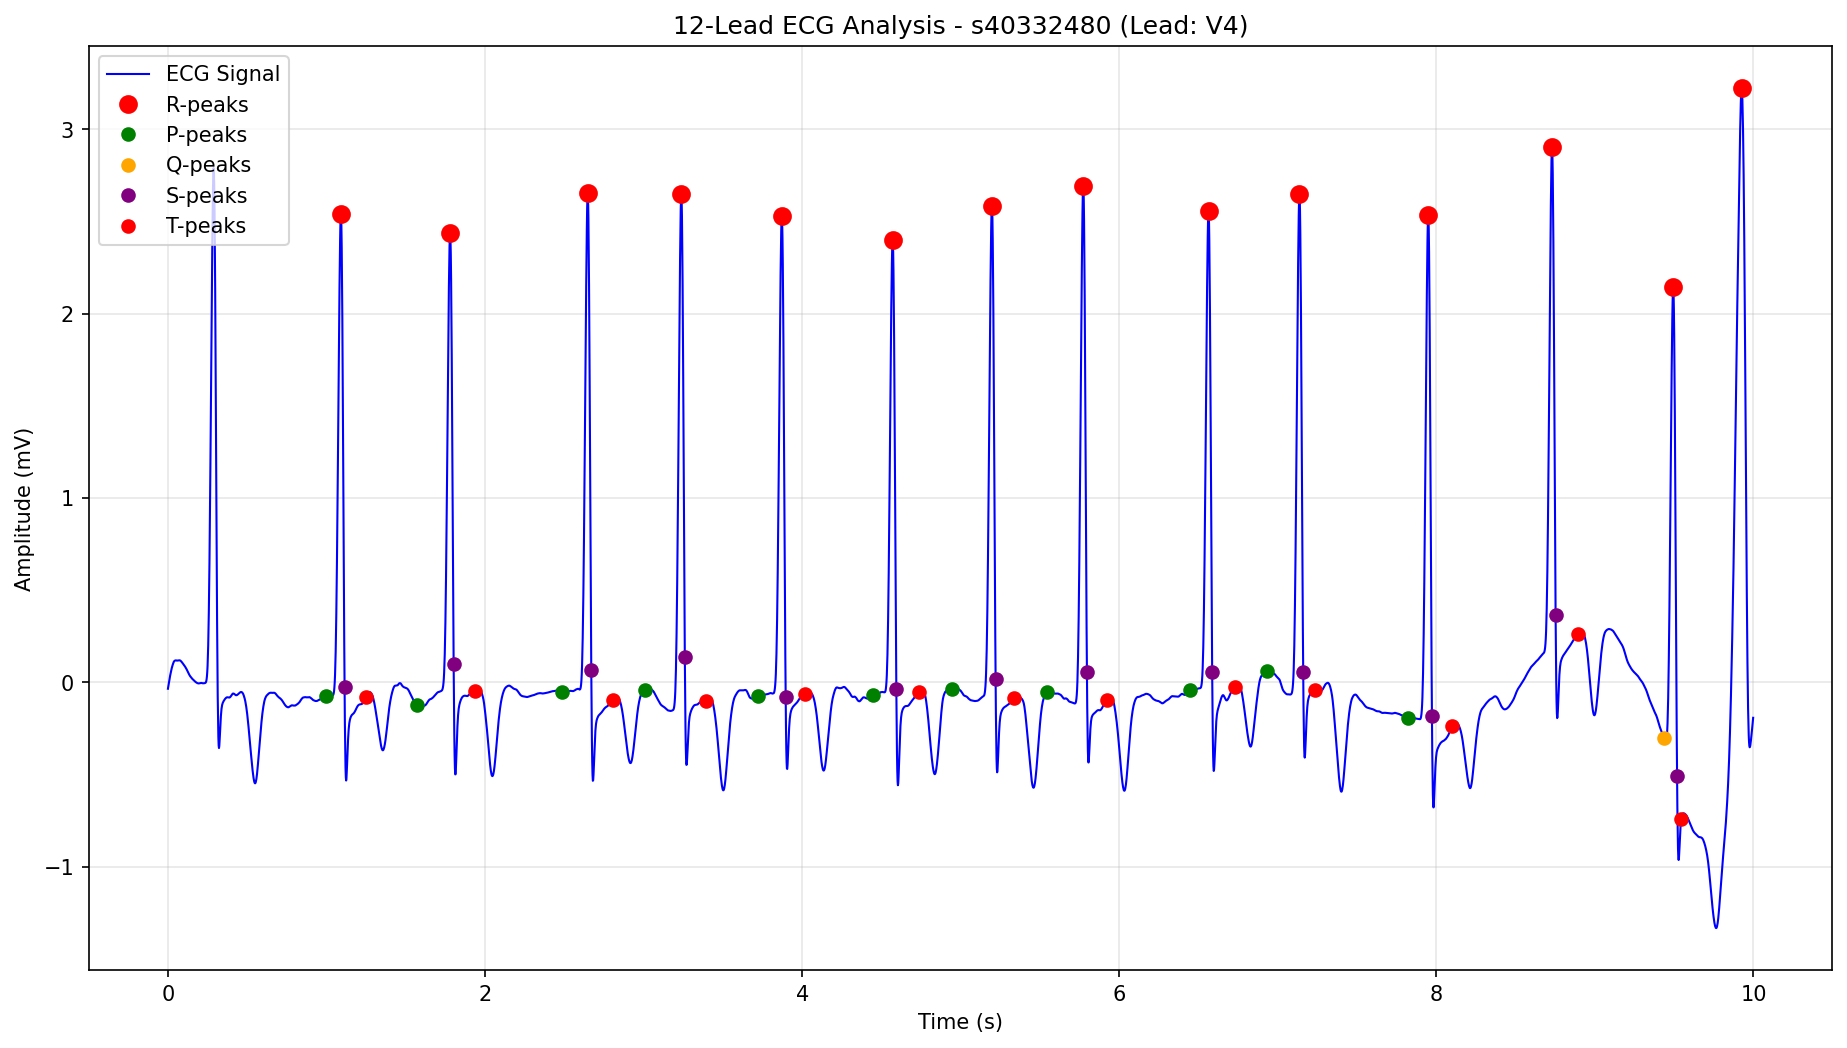 12-Lead ECG Analysis - s40332480 (Lead: V4)
ECG Signal
R-peaks
P-peaks
Q-peaks
S-peaks
T-peaks
Amplitude (mV)
3
2
1
0
−1
0
2
4
6
8
10
Time (s)